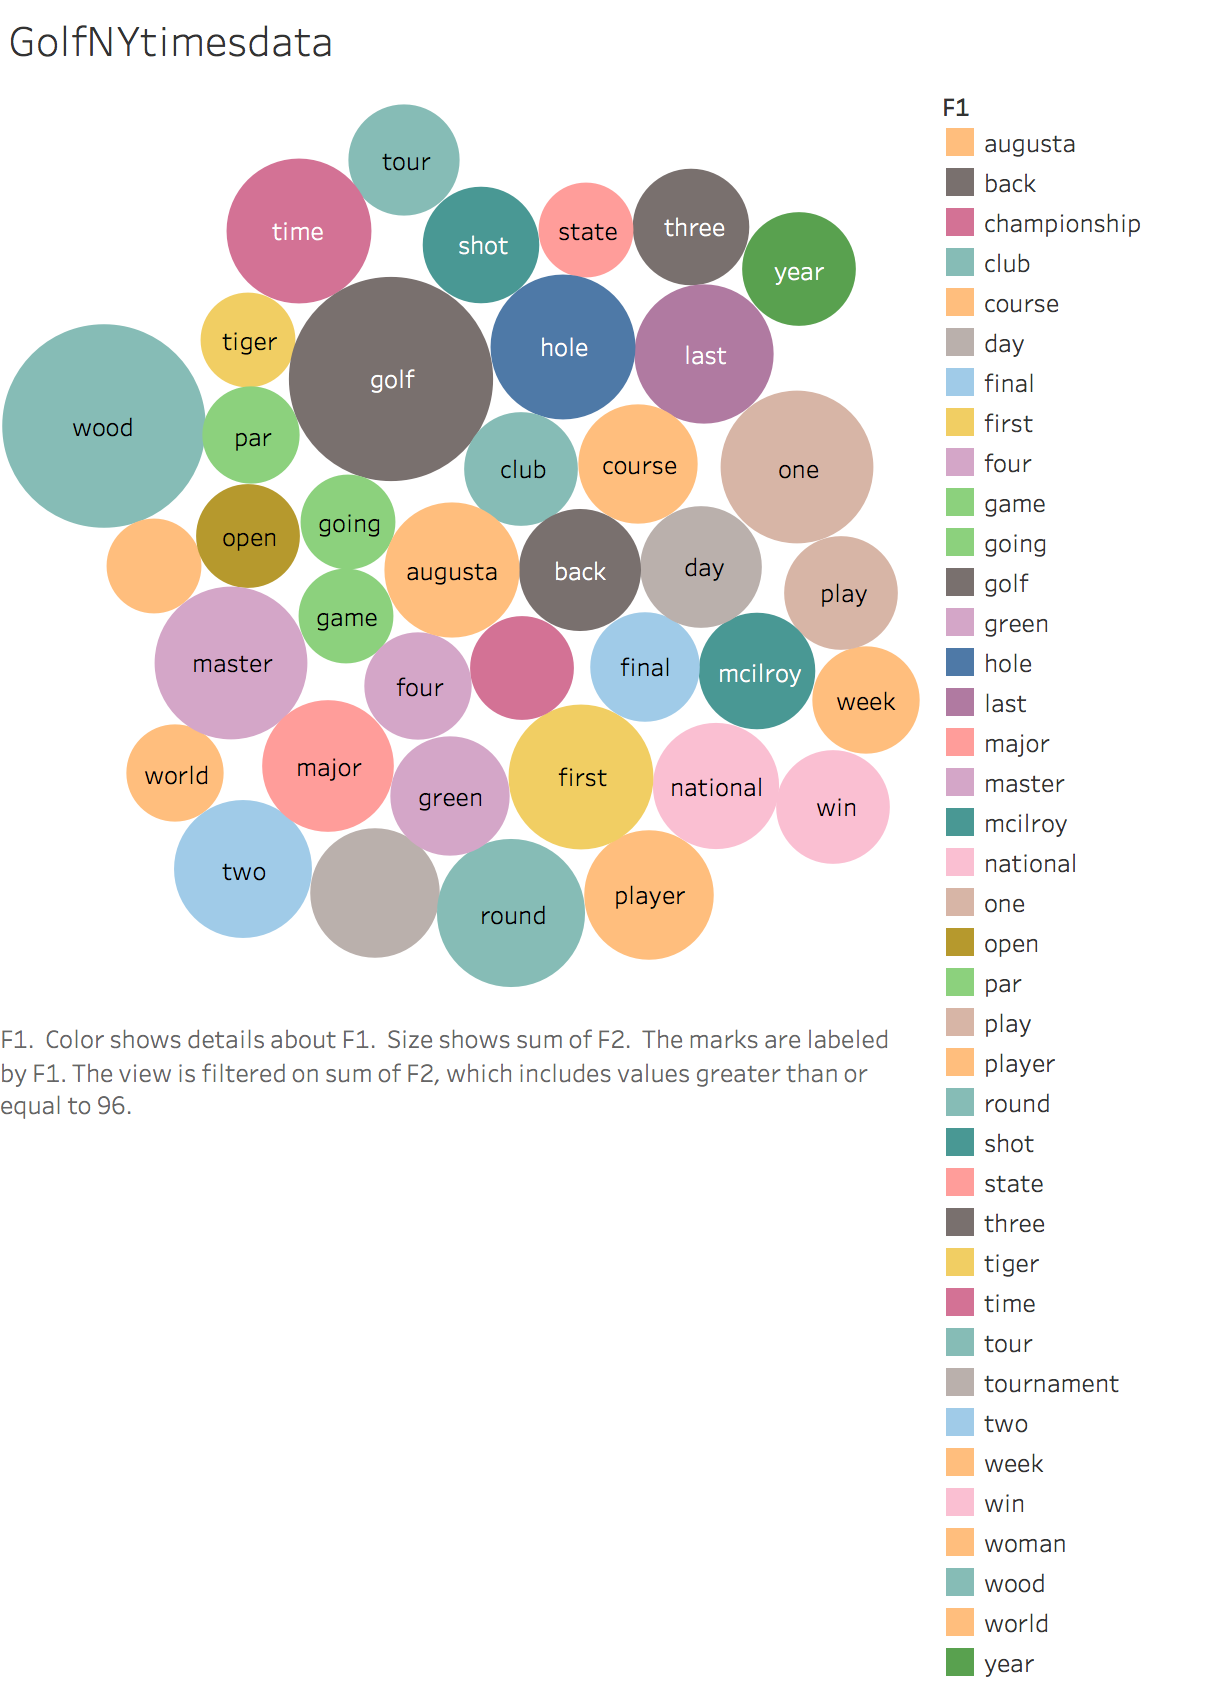 GolfNYtimesdata
tour
time
shot
state
three
year
tiger
golf
hole
last
wood
par
club
course
one
open
going
augusta
back
day
play
game
master
four
final
mcilroy
week
world
major
green
first
national
win
two
round
player
F1. Color shows details about F1. Size shows sum of F2. The marks are labeled
by F1. The view is filtered on sum of F2, which includes values greater than or
equal to 96.
F1
augusta
back
championship
club
course
day
final
first
four
game
going
golf
green
hole
last
major
master
mcilroy
national
one
open
par
play
player
round
shot
state
three
tiger
time
tour
tournament
two
week
win
woman
wood
world
year